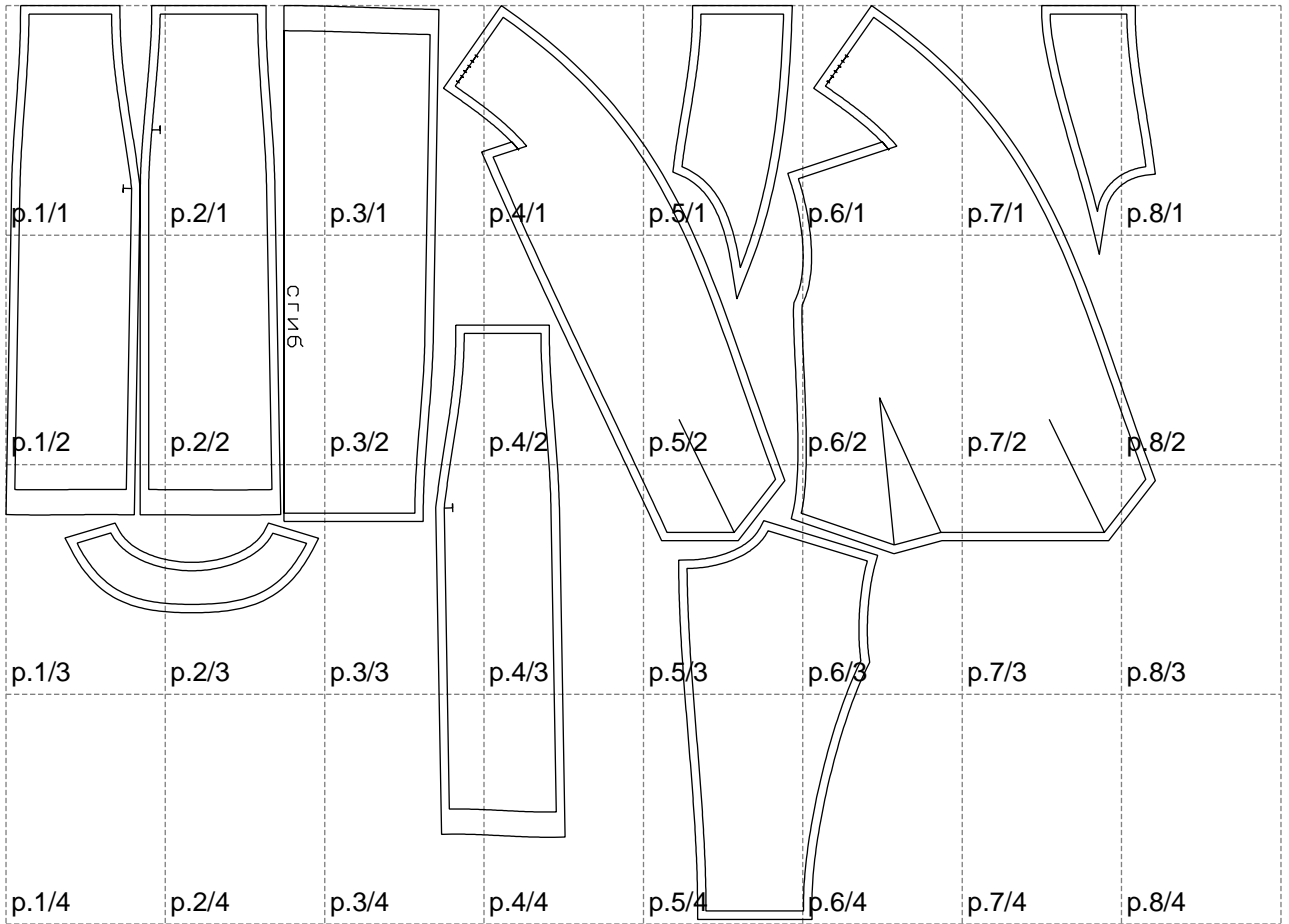 p.1/1 p.2/1 p.3/1 p.4/1 p.5/1 p.6/1 p.7/1 p.8/1
СГИБ
p.1/2 p.2/2 p.3/2 p.4/2 p.5/2 p.6/2 p.7/2 p.8/2
p.1/3 p.2/3 p.3/3 p.4/3 p.5/3 p.6/3 p.7/3 p.8/3
p.1/4 p.2/4 p.3/4 p.4/4 p.5/4 p.6/4 p.7/4 p.8/4